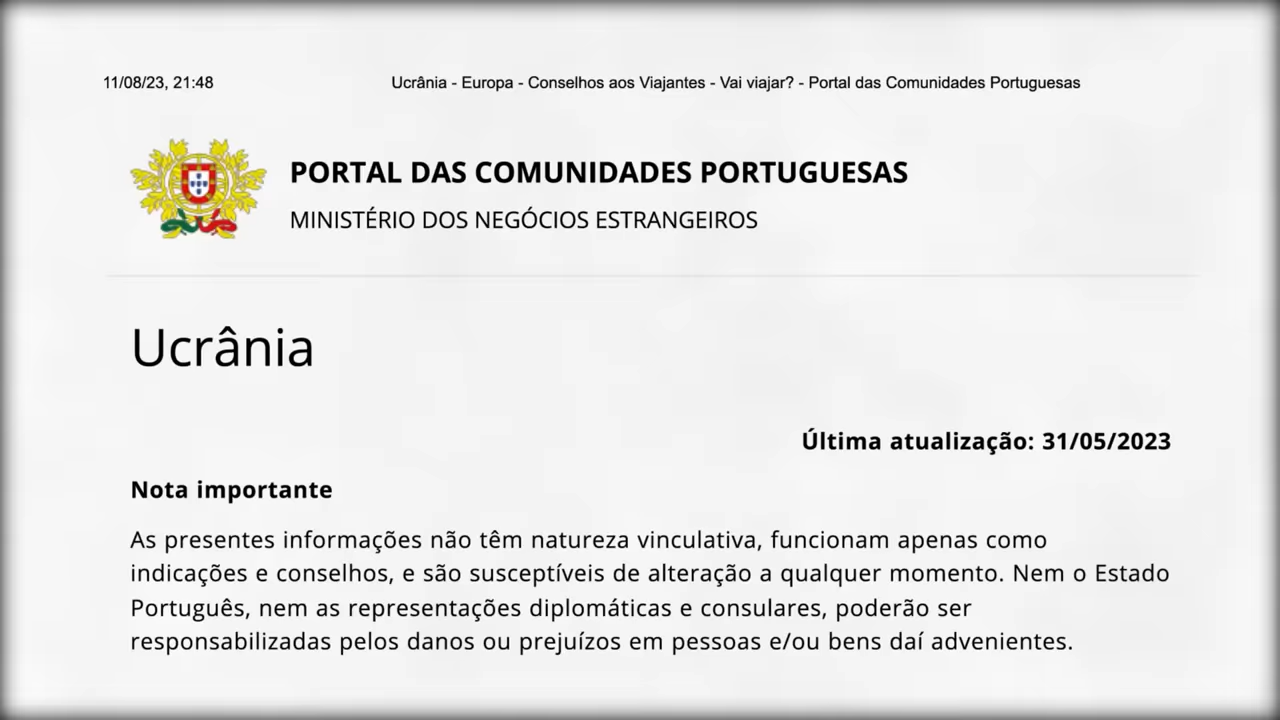 11/08/23, 21:48 Ucrânia - Europa - Conselhos aos Viajantes - Vai viajar? - Portal das Comunidades Portuguesas
PORTAL DAS COMUNIDADES PORTUGUESAS
MINISTÉRIO DOS NEGÓCIOS ESTRANGEIROS
Ucrânia
Última atualização: 31/05/2023
Nota importante
As presentes informações não têm natureza vinculativa, funcionam apenas como
indicações e conselhos, e são susceptíveis de alteração a qualquer momento. Nem o Estado
Português, nem as representações diplomáticas e consulares, poderão ser
responsabilizadas pelos danos ou prejuízos em pessoas e/ou bens daí advenientes.